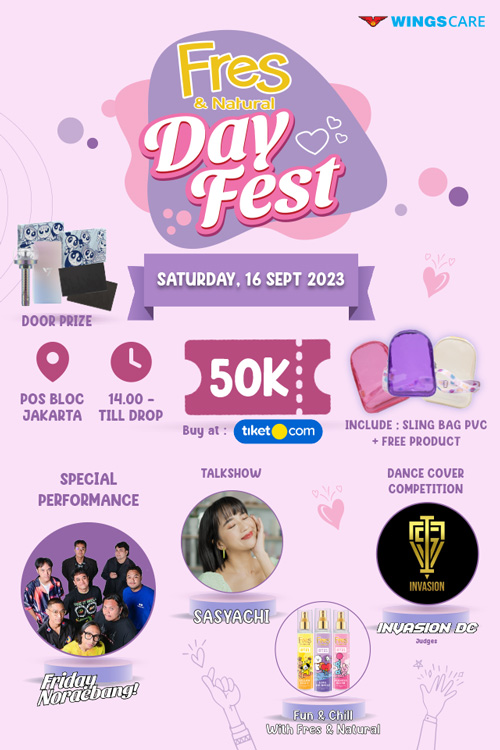 WINGSCARE
Fres
& Natural
Day
Fest
SATURDAY, 16 SEPT 2023
DOOR PRIZE
POS BLOC
JAKARTA
14.00 -
TILL DROP
50K
Buy at : tiket.com
INCLUDE : SLING BAG PVC
+ FREE PRODUCT
SPECIAL
PERFORMANCE
Friday
Noraebang!
TALKSHOW
SASYACHI
DANCE COVER
COMPETITION
INVASION
INVASION DC
Judges
Fun & Chill
With Fres & Natural